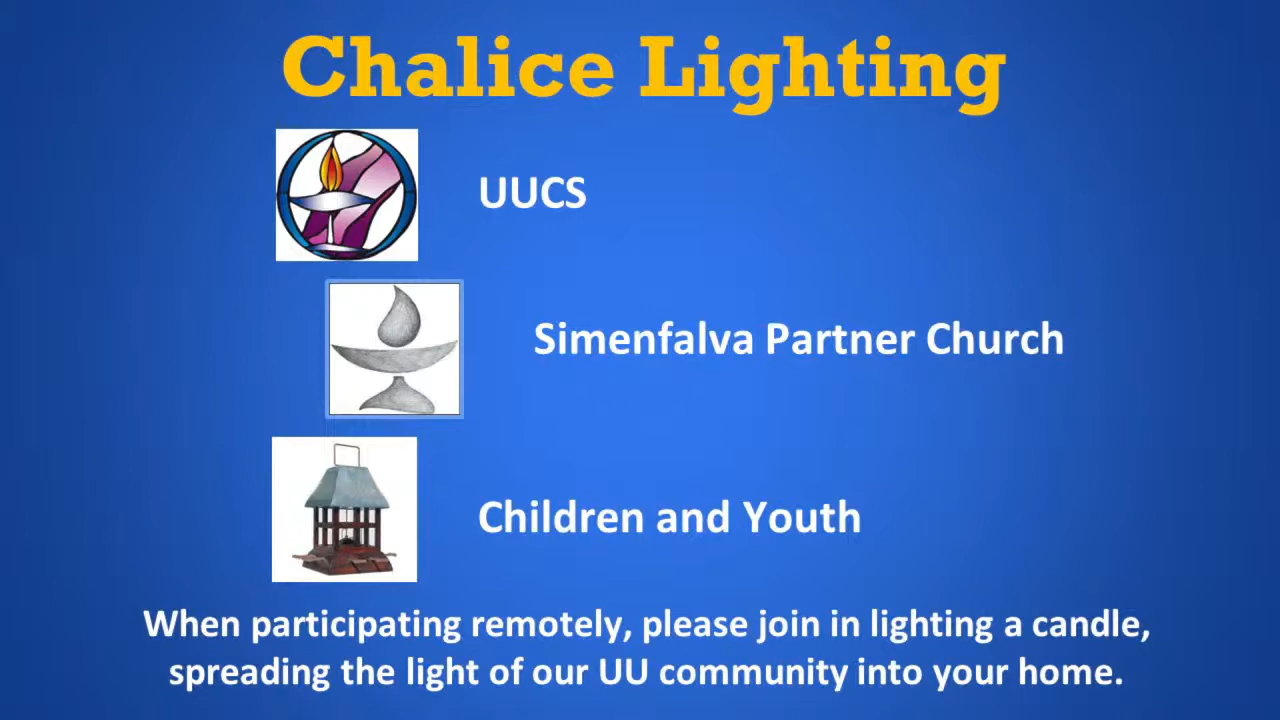 Chalice Lighting
UUCS
Simenfalva Partner Church
Children and Youth
When participating remotely, please join in lighting a candle,
spreading the light of our UU community into your home.